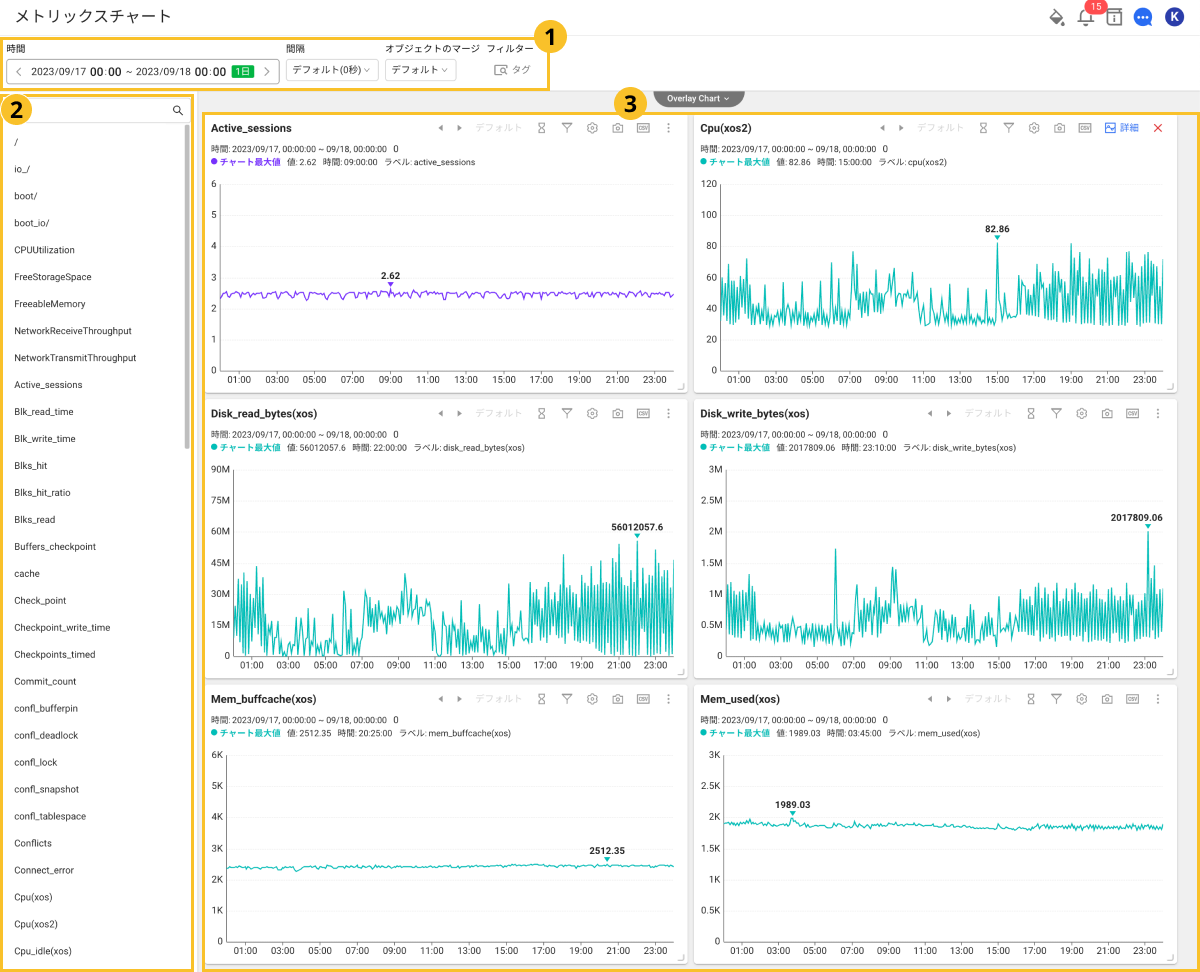 メトリックスチャート
15
K
1
時間
間隔
オブジェクトのマージ
フィルター
2023/09/17 00:00 ~ 2023/09/18 00:00 1日
デフォルト(0秒)
デフォルト
タグ
2
3
Overlay Chart
/
io_/
boot/
boot_io/
CPUUtilization
FreeStorageSpace
FreeableMemory
NetworkReceiveThroughput
NetworkTransmitThroughput
Active_sessions
Blk_read_time
Blk_write_time
Blks_hit
Blks_hit_ratio
Blks_read
Buffers_checkpoint
cache
Check_point
Checkpoint_write_time
Checkpoints_timed
Commit_count
confl_bufferpin
confl_deadlock
confl_lock
confl_snapshot
confl_tablespace
Conflicts
Connect_error
Cpu(xos)
Cpu(xos2)
Cpu_idle(xos)
Active_sessions
デフォルト
CSV
時間: 2023/09/17, 00:00:00 ~ 09/18, 00:00:00 0
チャート最大値 値: 2.62 時間: 09:00:00 ラベル: active_sessions
6
5
4
3
2
1
0
2.62
01:00 03:00 05:00 07:00 09:00 11:00 13:00 15:00 17:00 19:00 21:00 23:00
Cpu(xos2)
デフォルト
CSV
詳細
時間: 2023/09/17, 00:00:00 ~ 09/18, 00:00:00 0
チャート最大値 値: 82.86 時間: 15:00:00 ラベル: cpu(xos2)
120
100
80
60
40
20
0
82.86
01:00 03:00 05:00 07:00 09:00 11:00 13:00 15:00 17:00 19:00 21:00 23:00
Disk_read_bytes(xos)
デフォルト
CSV
時間: 2023/09/17, 00:00:00 ~ 09/18, 00:00:00 0
チャート最大値 値: 56012057.6 時間: 22:00:00 ラベル: disk_read_bytes(xos)
90M
75M
60M
45M
30M
15M
0
56012057.6
01:00 03:00 05:00 07:00 09:00 11:00 13:00 15:00 17:00 19:00 21:00 23:00
Disk_write_bytes(xos)
デフォルト
CSV
時間: 2023/09/17, 00:00:00 ~ 09/18, 00:00:00 0
チャート最大値 値: 2017809.06 時間: 23:10:00 ラベル: disk_write_bytes(xos)
3M
2.5M
2M
1.5M
1M
0.5M
0
2017809.06
01:00 03:00 05:00 07:00 09:00 11:00 13:00 15:00 17:00 19:00 21:00 23:00
Mem_buffcache(xos)
デフォルト
CSV
時間: 2023/09/17, 00:00:00 ~ 09/18, 00:00:00 0
チャート最大値 値: 2512.35 時間: 20:25:00 ラベル: mem_buffcache(xos)
6K
5K
4K
3K
2K
1K
0
2512.35
01:00 03:00 05:00 07:00 09:00 11:00 13:00 15:00 17:00 19:00 21:00 23:00
Mem_used(xos)
デフォルト
CSV
時間: 2023/09/17, 00:00:00 ~ 09/18, 00:00:00 0
チャート最大値 値: 1989.03 時間: 03:45:00 ラベル: mem_used(xos)
3K
2.5K
2K
1.5K
1K
0.5K
0
1989.03
01:00 03:00 05:00 07:00 09:00 11:00 13:00 15:00 17:00 19:00 21:00 23:00